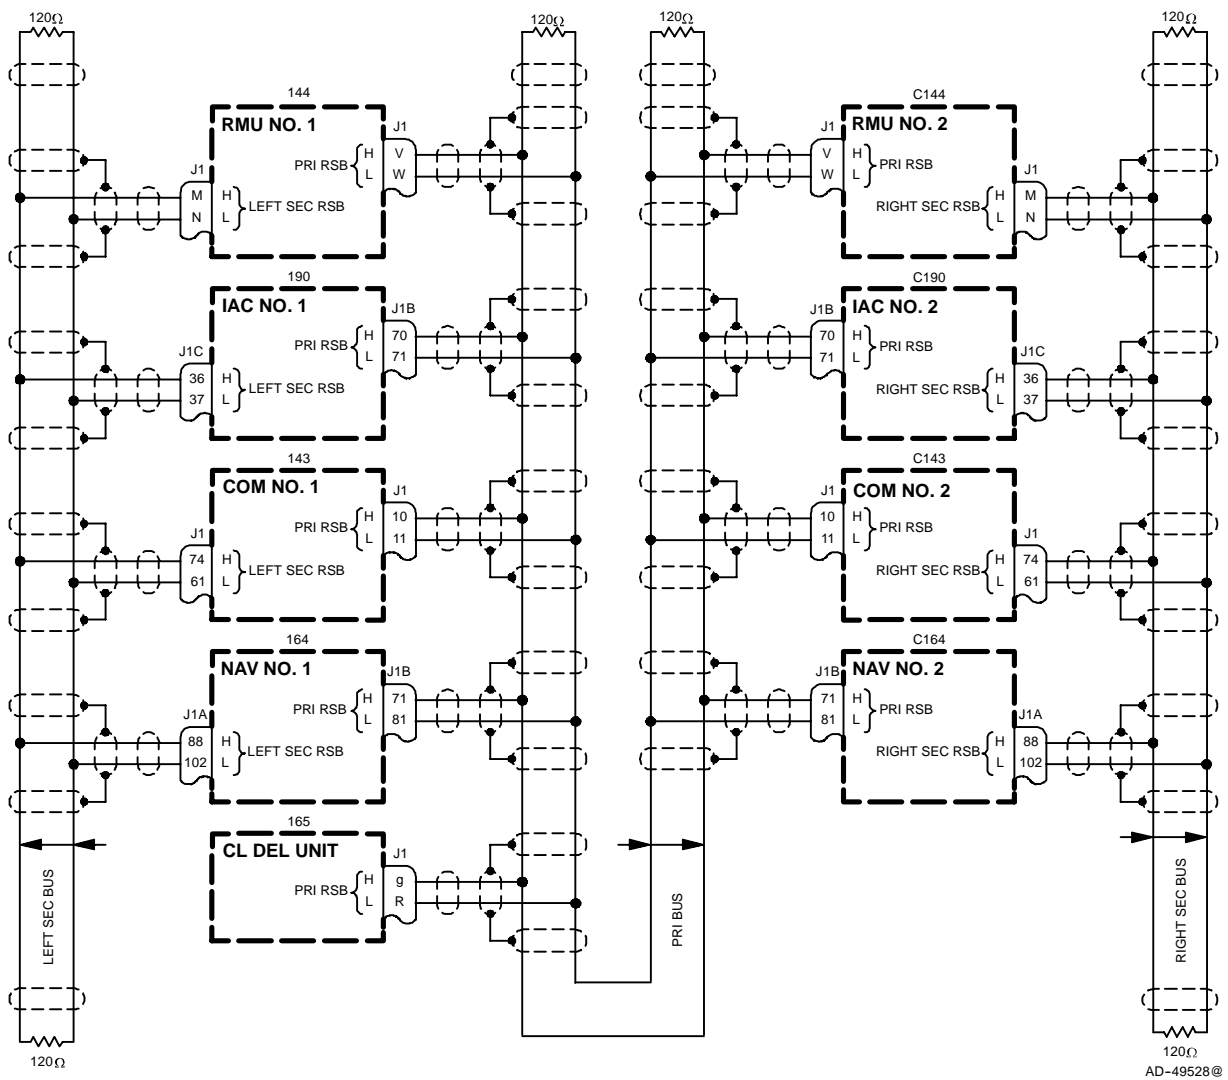 120Ω
120Ω
120Ω
120Ω
144
RMU NO. 1
J1
PRI RSB
H
L
V
W
J1
M
N
H
L
LEFT SEC RSB
190
IAC NO. 1
J1B
PRI RSB
H
L
70
71
J1C
36
37
H
L
LEFT SEC RSB
143
COM NO. 1
J1
PRI RSB
H
L
10
11
J1
74
61
H
L
LEFT SEC RSB
164
NAV NO. 1
J1B
PRI RSB
H
L
71
81
J1A
88
102
H
L
LEFT SEC RSB
165
CL DEL UNIT
J1
PRI RSB
H
L
g
R
LEFT SEC BUS
120Ω
C144
RMU NO. 2
J1
V
W
H
L
PRI RSB
J1
RIGHT SEC RSB
H
L
M
N
C190
IAC NO. 2
J1B
70
71
H
L
PRI RSB
J1C
RIGHT SEC RSB
H
L
36
37
C143
COM NO. 2
J1
10
11
H
L
PRI RSB
J1
RIGHT SEC RSB
H
L
74
61
C164
NAV NO. 2
J1B
71
81
H
L
PRI RSB
J1A
RIGHT SEC RSB
H
L
88
102
PRI BUS
RIGHT SEC BUS
120Ω
AD-49528@